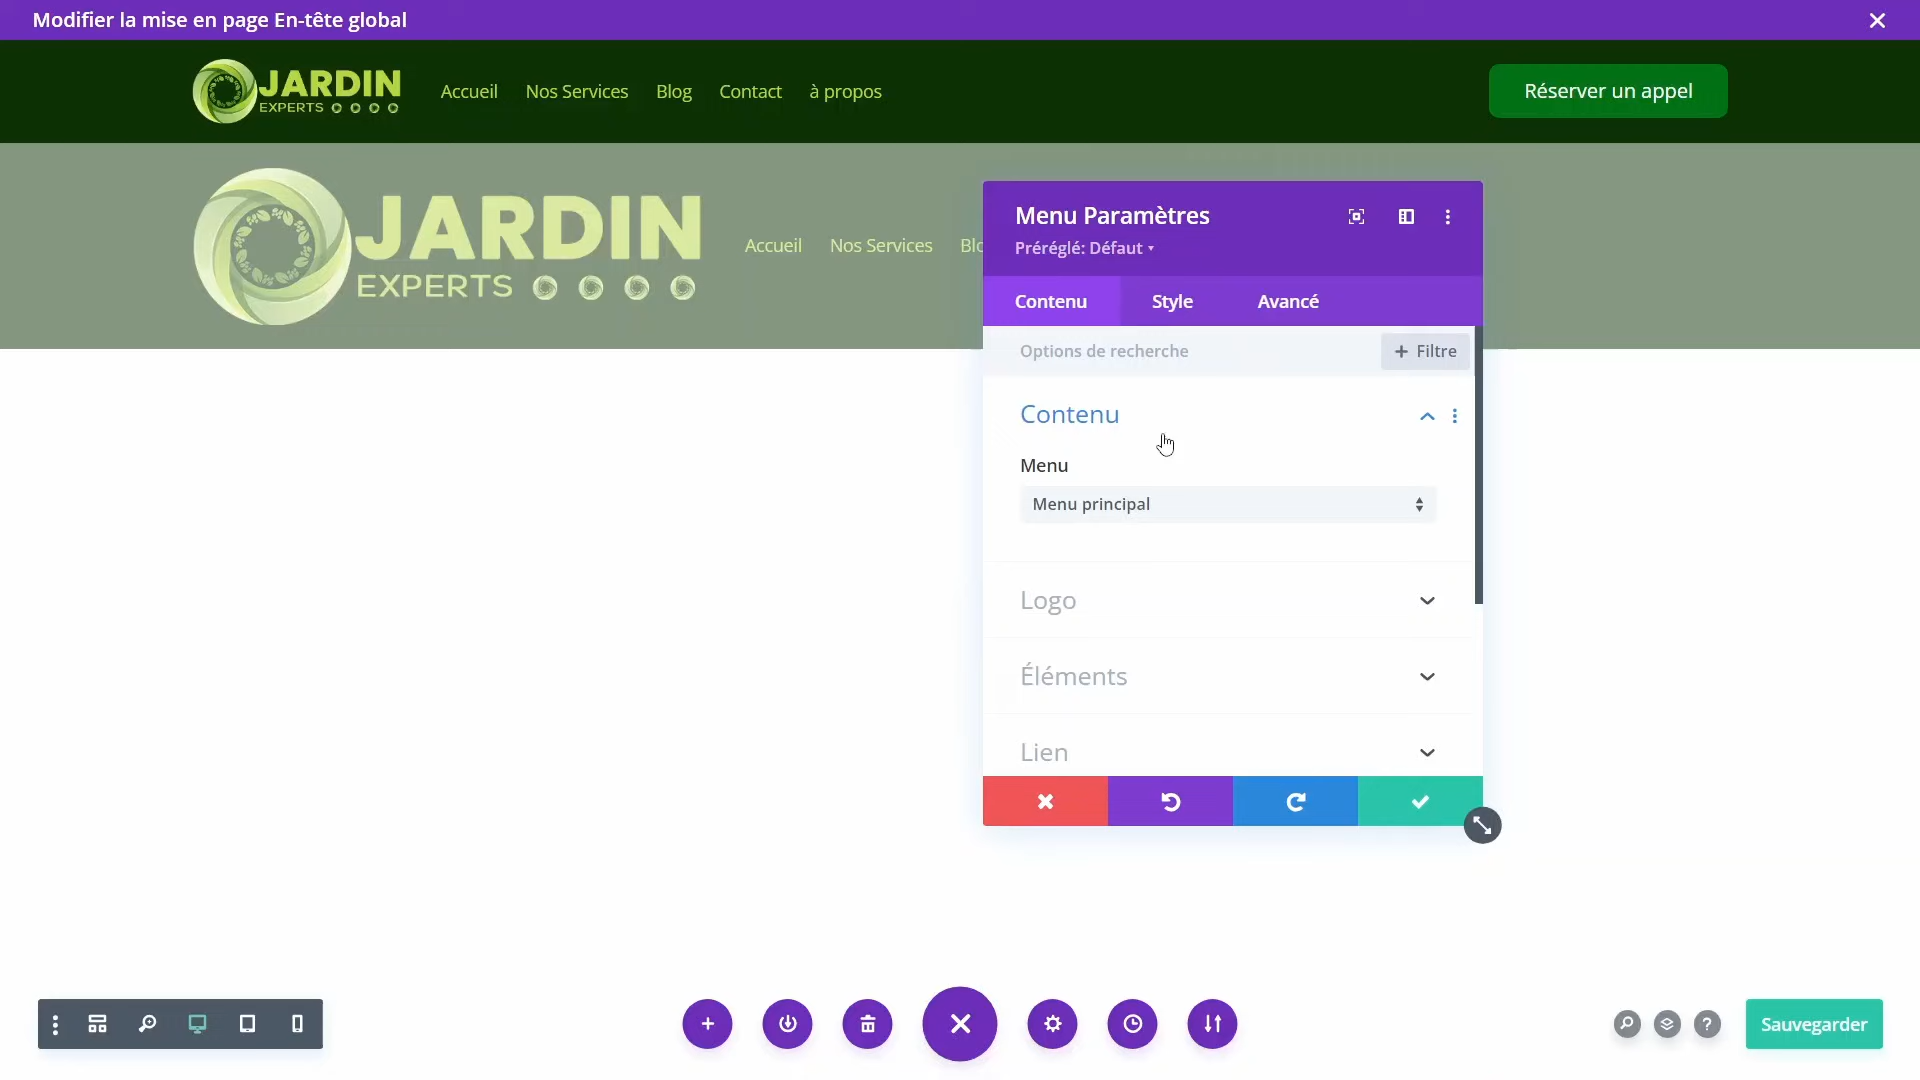 Modifier la mise en page En-tête global
JARDIN
EXPERTS
Accueil Nos Services Blog Contact à propos
Réserver un appel
JARDIN
EXPERTS
Accueil Nos Services
Menu Paramètres
Préréglé: Défaut
Contenu Style Avancé
Options de recherche
+ Filtre
Contenu
Menu
Menu principal
Logo
Éléments
Lien
Sauvegarder